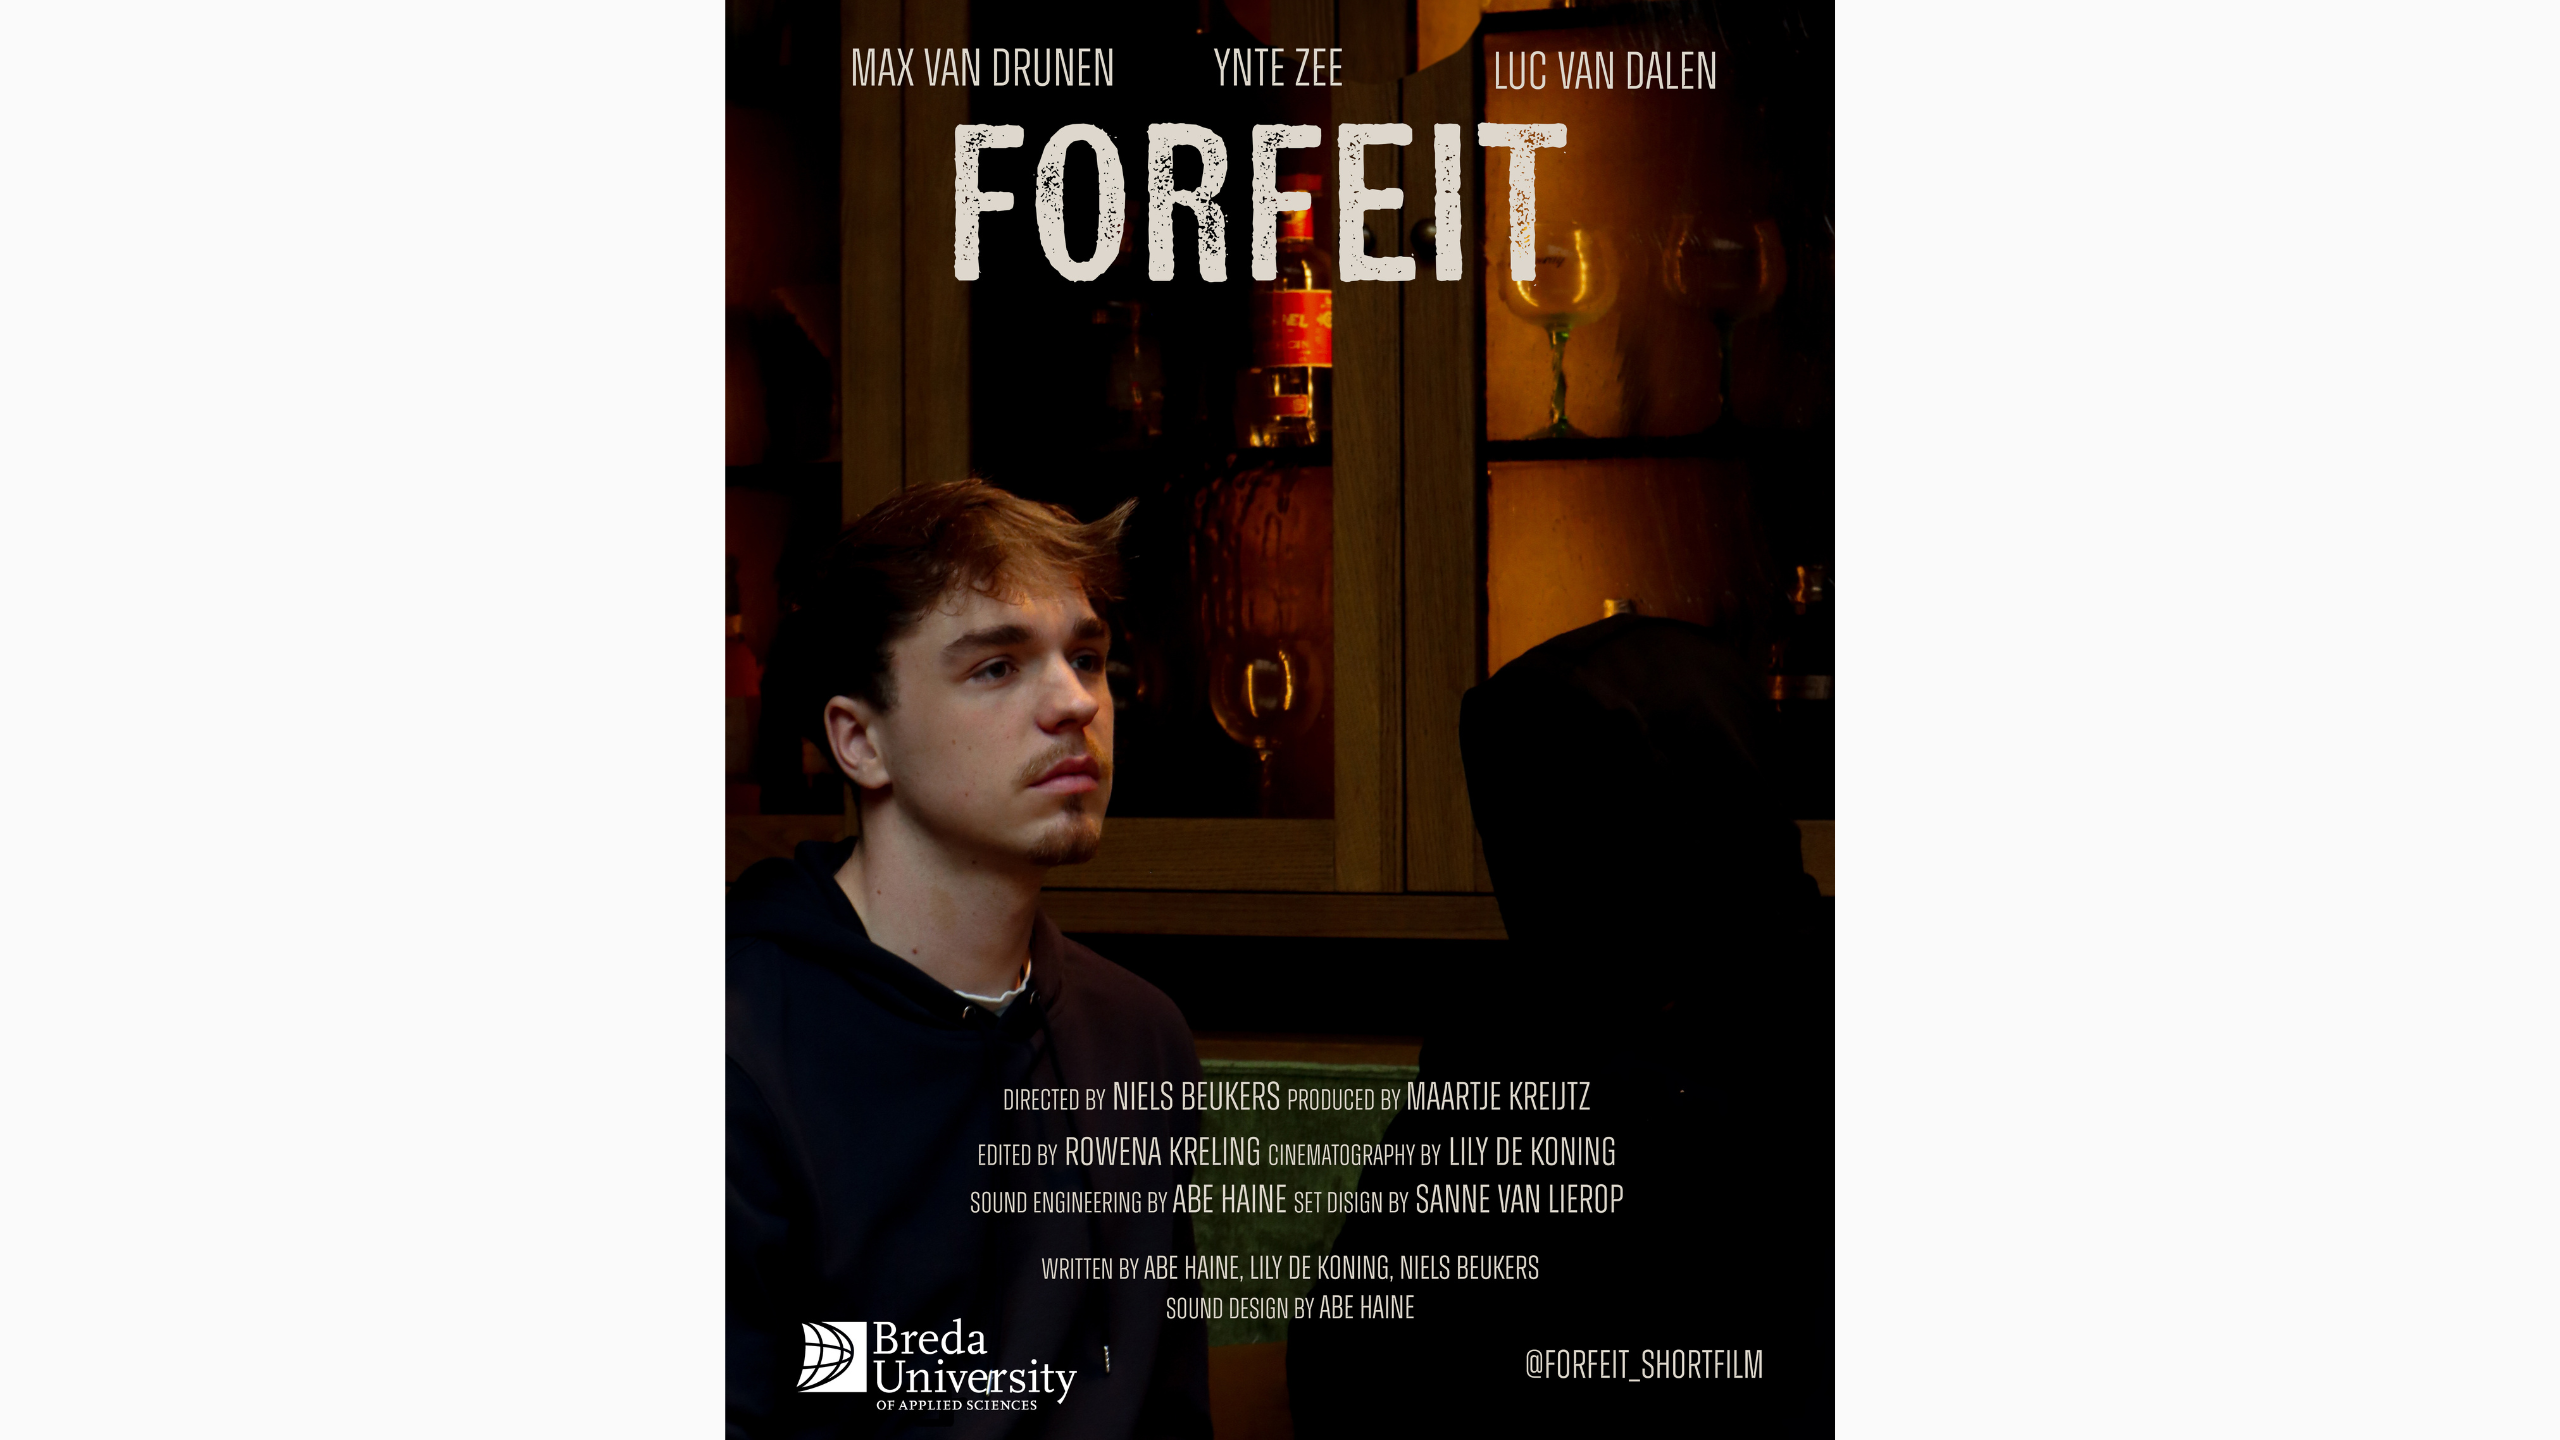 MAX VAN DRUNEN YNTE ZEE LUC VAN DALEN
FORFEIT
DIRECTED BY NIELS BEUKERS PRODUCED BY MAARTJE KREIJTZ
EDITED BY ROWENA KRELING CINEMATOGRAPHY BY LILY DE KONING
SOUND ENGINEERING BY ABE HAINE SET DISIGN BY SANNE VAN LIEROP
WRITTEN BY ABE HAINE, LILY DE KONING, NIELS BEUKERS
SOUND DESIGN BY ABE HAINE
Breda
University
OF APPLIED SCIENCES
@FORFEIT_SHORTFILM